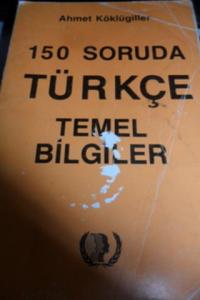 Ahmet Köklügiller
150 SORUDA
TÜRKÇE
TEMEL
BİLGİLER